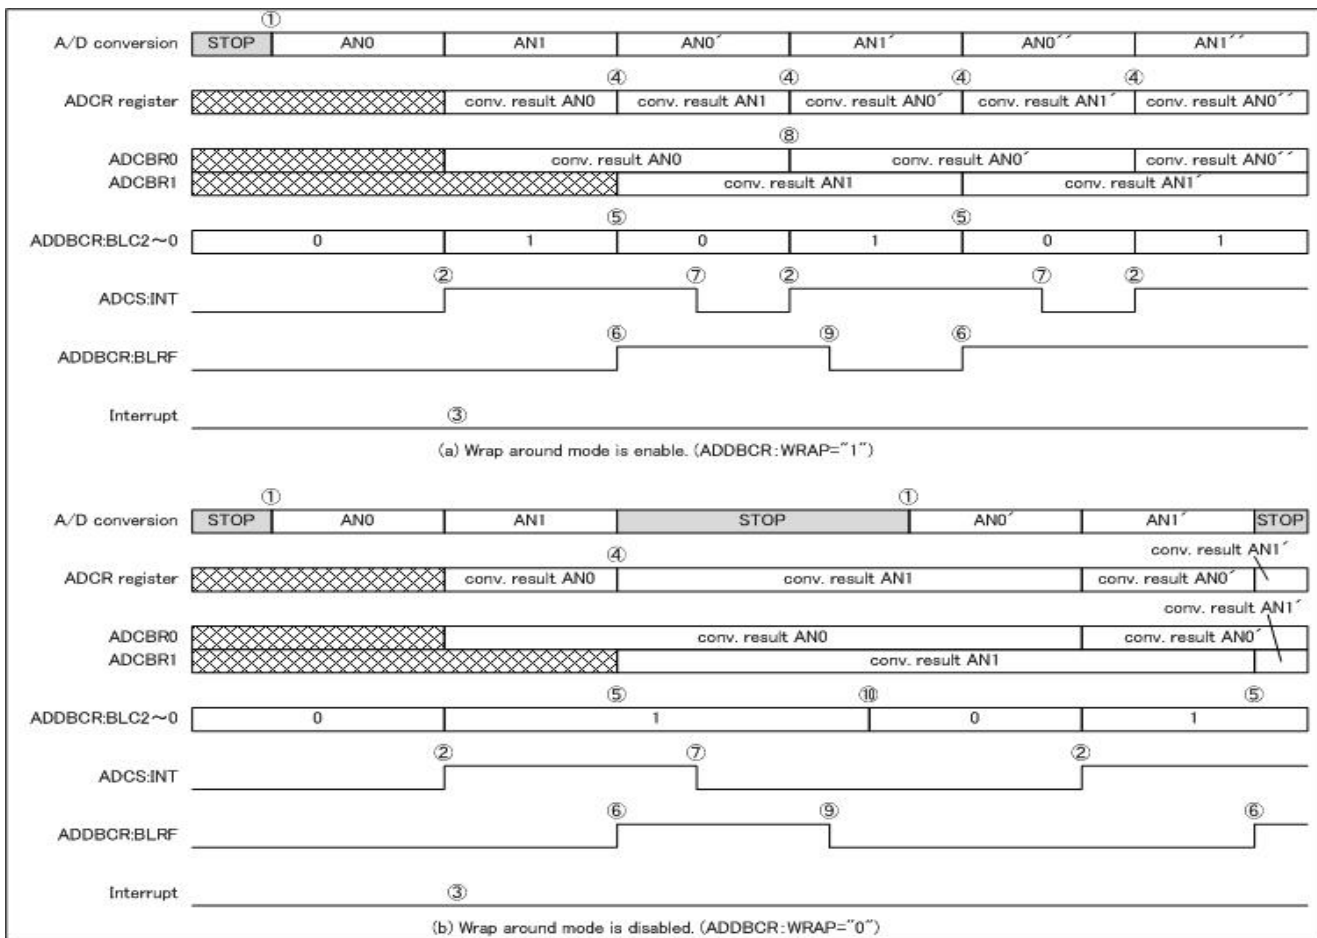 ①
A/D conversion STOP AN0 AN1 AN0´ AN1´ AN0´´ AN1´´
④ ④ ④ ④
ADCR register conv. result AN0 conv. result AN1 conv. result AN0´ conv. result AN1´ conv. result AN0´´
⑧
ADCBR0 conv. result AN0 conv. result AN0´ conv. result AN0´´
ADCBR1 conv. result AN1 conv. result AN1´
⑤ ⑤
ADDBCR:BLC2～0 0 1 0 1 0 1
② ⑦ ② ⑦ ②
ADCS:INT
⑥ ⑨ ⑥
ADDBCR:BLRF
Interrupt ③
(a) Wrap around mode is enable. (ADDBCR:WRAP="1")
① ①
A/D conversion STOP AN0 AN1 STOP AN0´ AN1´ STOP
④ conv. result AN1´
ADCR register conv. result AN0 conv. result AN1 conv. result AN0´
conv. result AN1´
ADCBR0 conv. result AN0 conv. result AN0´
ADCBR1 conv. result AN1
⑤ ⑩ ⑤
ADDBCR:BLC2～0 0 1 0 1
② ⑦ ②
ADCS:INT
⑥ ⑨ ⑥
ADDBCR:BLRF
Interrupt ③
(b) Wrap around mode is disabled. (ADDBCR:WRAP="0")